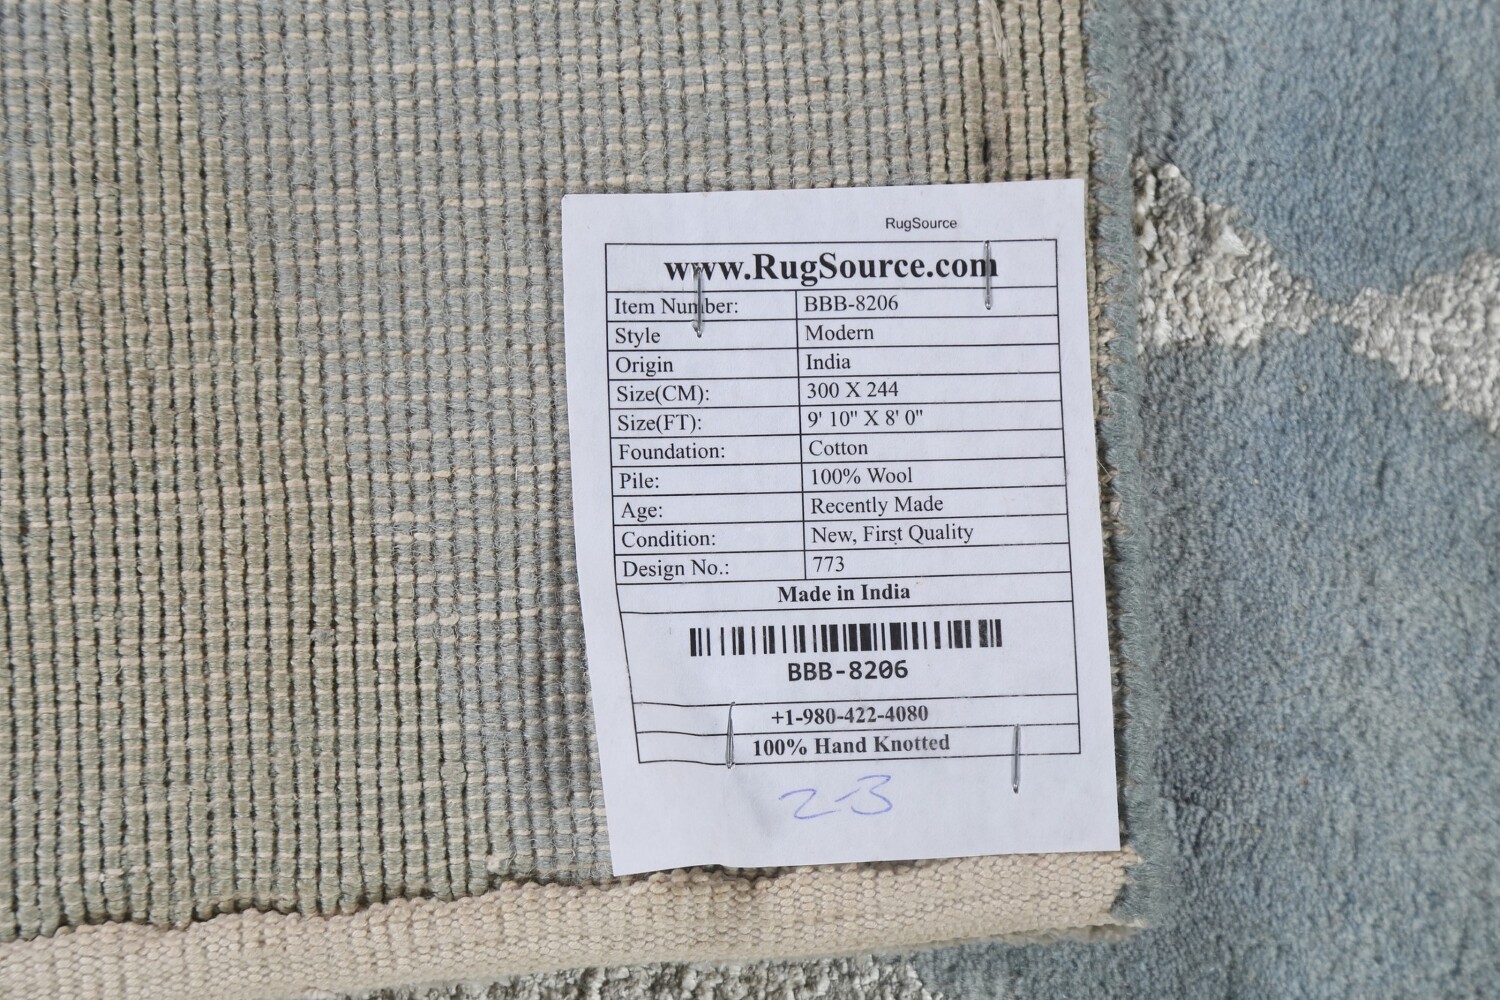 RugSource
www.RugSource.com
Item Number: BBB-8206
Style Modern
Origin India
Size(CM): 300 X 244
Size(FT): 9' 10" X 8' 0"
Foundation: Cotton
Pile: 100% Wool
Age: Recently Made
Condition: New, First Quality
Design No.: 773
Made in India
BBB-8206
+1-980-422-4080
100% Hand Knotted
2-3